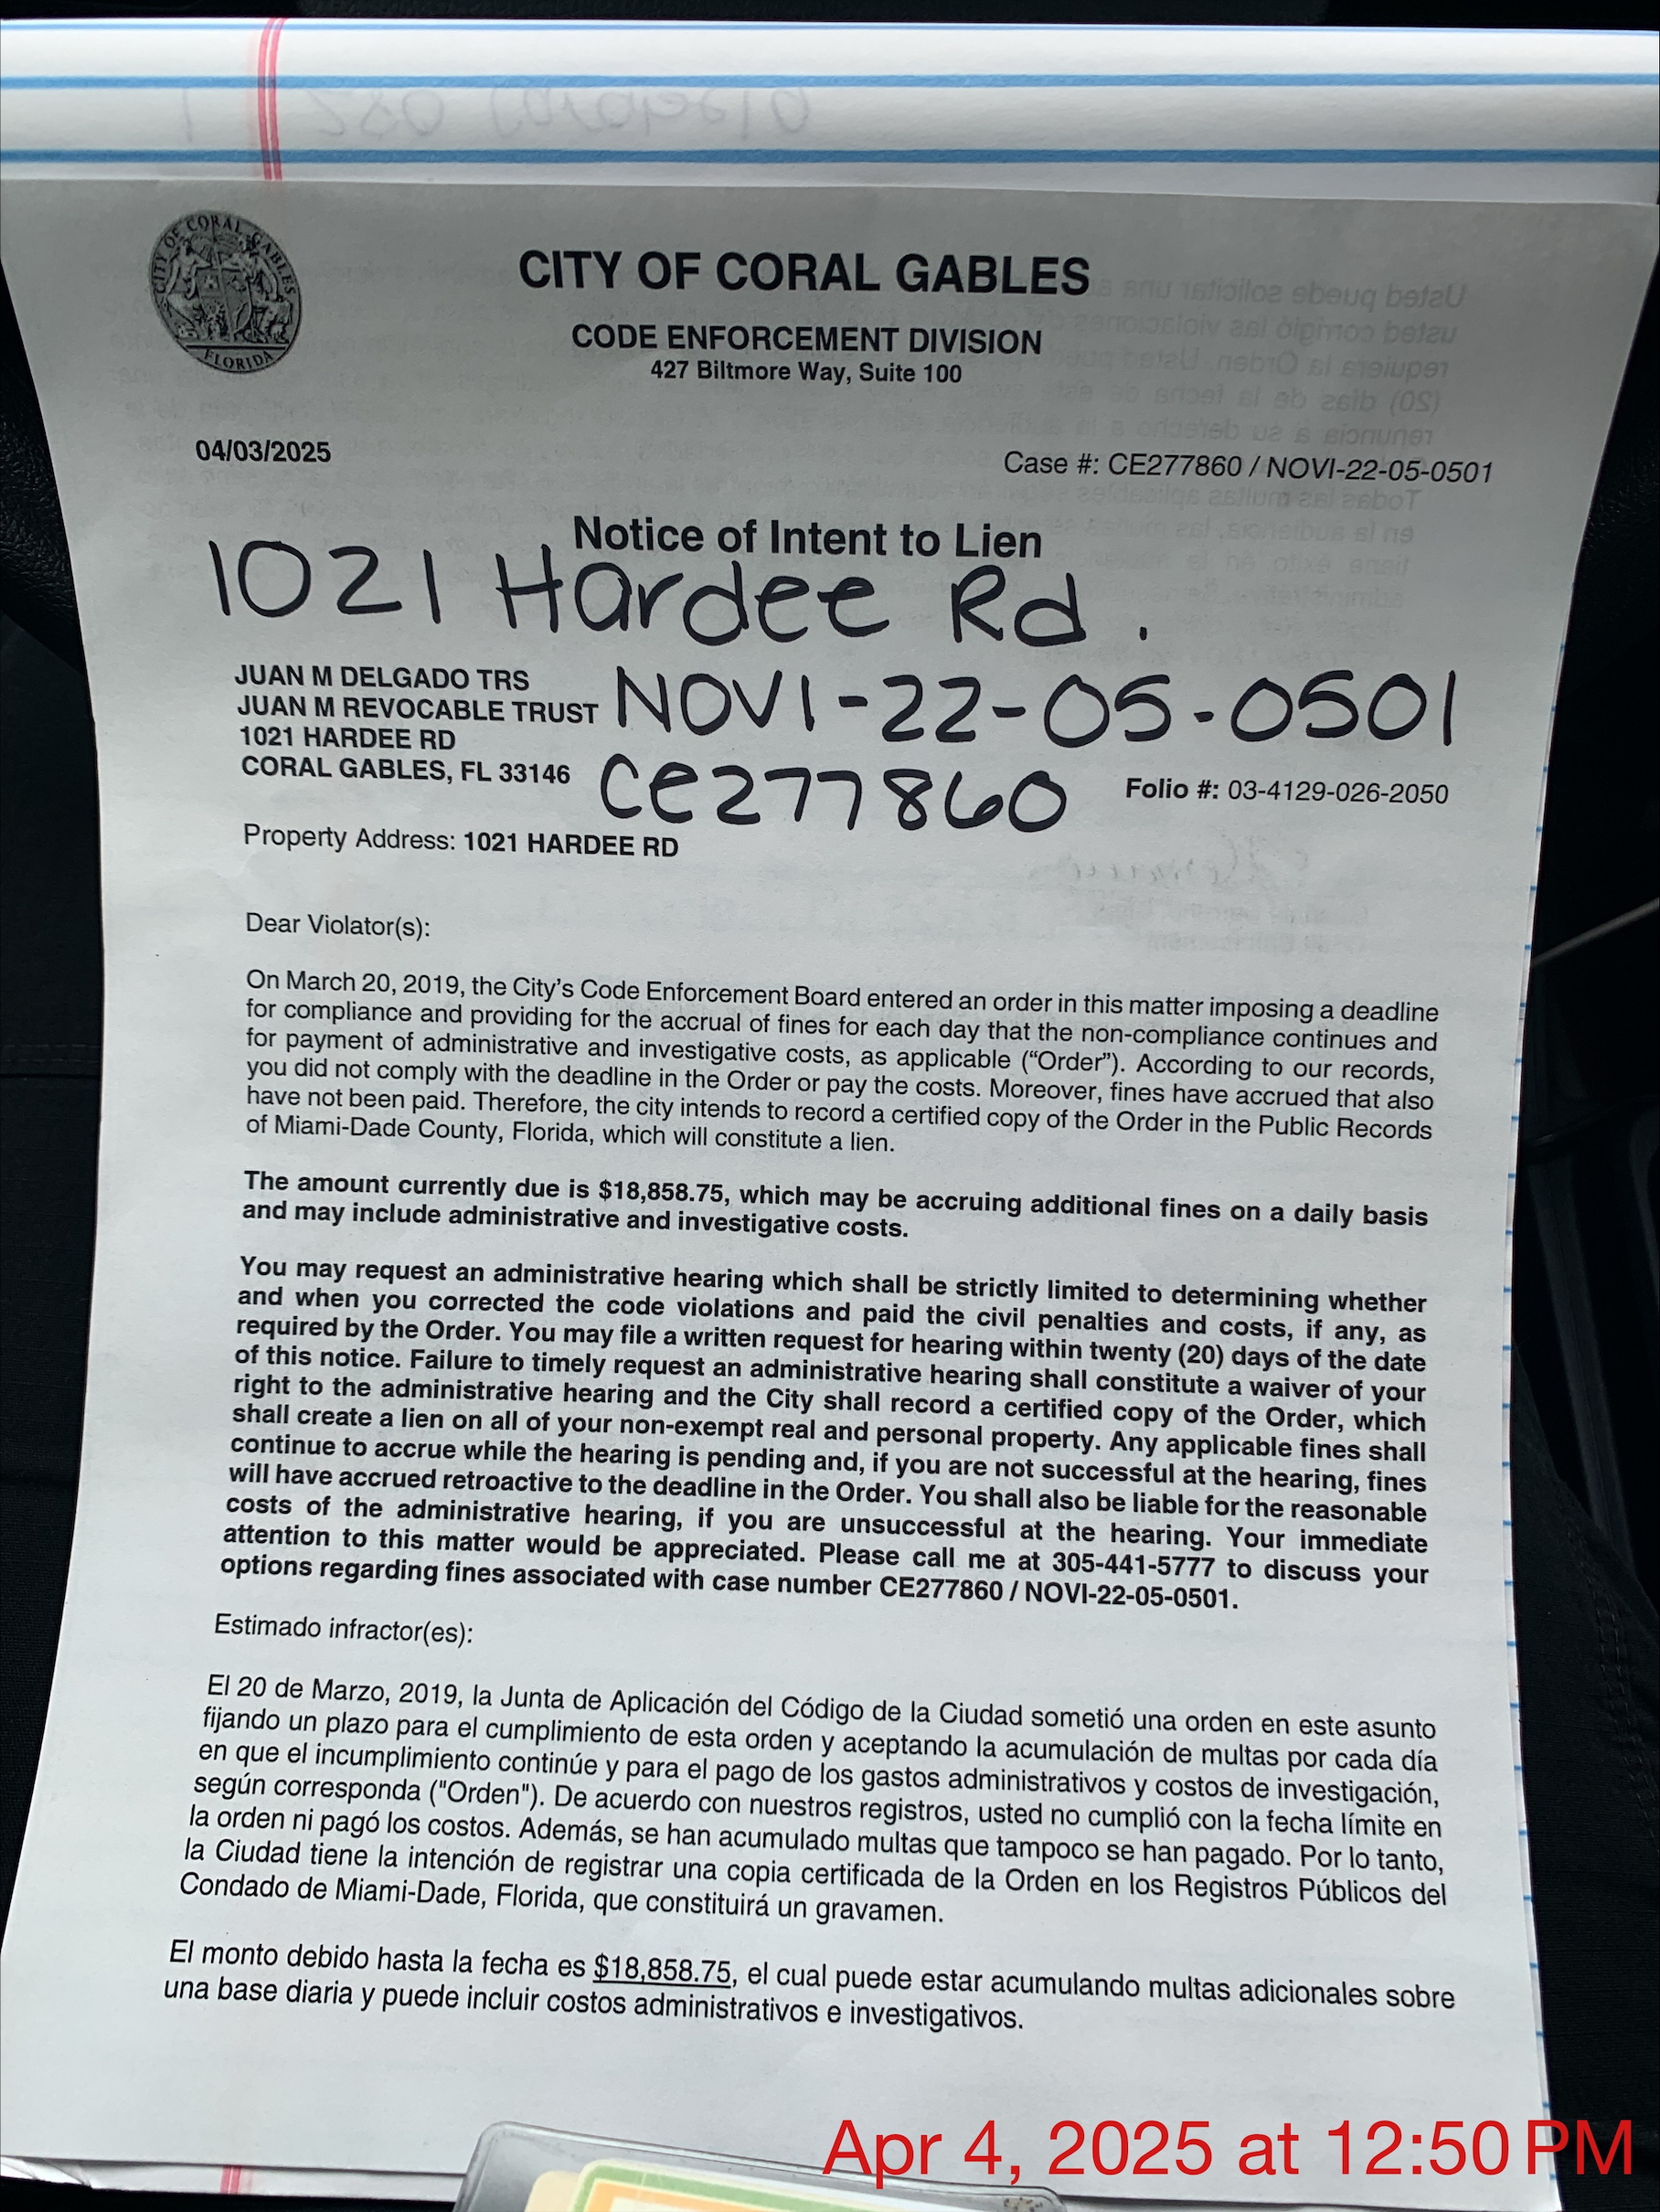 CITY OF CORAL GABLES
FLORIDA
CITY OF CORAL GABLES
CODE ENFORCEMENT DIVISION
427 Biltmore Way, Suite 100
04/03/2025
Case #: CE277860 / NOVI-22-05-0501
Notice of Intent to Lien
1021 Hardee Rd.
JUAN M DELGADO TRS
JUAN M REVOCABLE TRUST
NOVI-22-05-0501
1021 HARDEE RD
CORAL GABLES, FL 33146
CE277860
Folio #: 03-4129-026-2050
Property Address: 1021 HARDEE RD
Dear Violator(s):
On March 20, 2019, the City's Code Enforcement Board entered an order in this matter imposing a deadline
for compliance and providing for the accrual of fines for each day that the non-compliance continues and
for payment of administrative and investigative costs, as applicable ("Order"). According to our records,
you did not comply with the deadline in the Order or pay the costs. Moreover, fines have accrued that also
have not been paid. Therefore, the city intends to record a certified copy of the Order in the Public Records
of Miami-Dade County, Florida, which will constitute a lien.
The amount currently due is $18,858.75, which may be accruing additional fines on a daily basis
and may include administrative and investigative costs.
You may request an administrative hearing which shall be strictly limited to determining whether
and when you corrected the code violations and paid the civil penalties and costs, if any, as
required by the Order. You may file a written request for hearing within twenty (20) days of the date
of this notice. Failure to timely request an administrative hearing shall constitute a waiver of your
right to the administrative hearing and the City shall record a certified copy of the Order, which
shall create a lien on all of your non-exempt real and personal property. Any applicable fines shall
continue to accrue while the hearing is pending and, if you are not successful at the hearing, fines
will have accrued retroactive to the deadline in the Order. You shall also be liable for the reasonable
costs of the administrative hearing, if you are unsuccessful at the hearing. Your immediate
attention to this matter would be appreciated. Please call me at 305-441-5777 to discuss your
options regarding fines associated with case number CE277860 / NOVI-22-05-0501.
Estimado infractor(es):
El 20 de Marzo, 2019, la Junta de Aplicación del Código de la Ciudad sometió una orden en este asunto
fijando un plazo para el cumplimiento de esta orden y aceptando la acumulación de multas por cada día
en que el incumplimiento continúe y para el pago de los gastos administrativos y costos de investigación,
según corresponda ("Orden"). De acuerdo con nuestros registros, usted no cumplió con la fecha límite en
la orden ni pagó los costos. Además, se han acumulado multas que tampoco se han pagado. Por lo tanto,
la Ciudad tiene la intención de registrar una copia certificada de la Orden en los Registros Públicos del
Condado de Miami-Dade, Florida, que constituirá un gravamen.
El monto debido hasta la fecha es $18,858.75, el cual puede estar acumulando multas adicionales sobre
una base diaria y puede incluir costos administrativos e investigativos.
Apr 4, 2025 at 12:50 PM